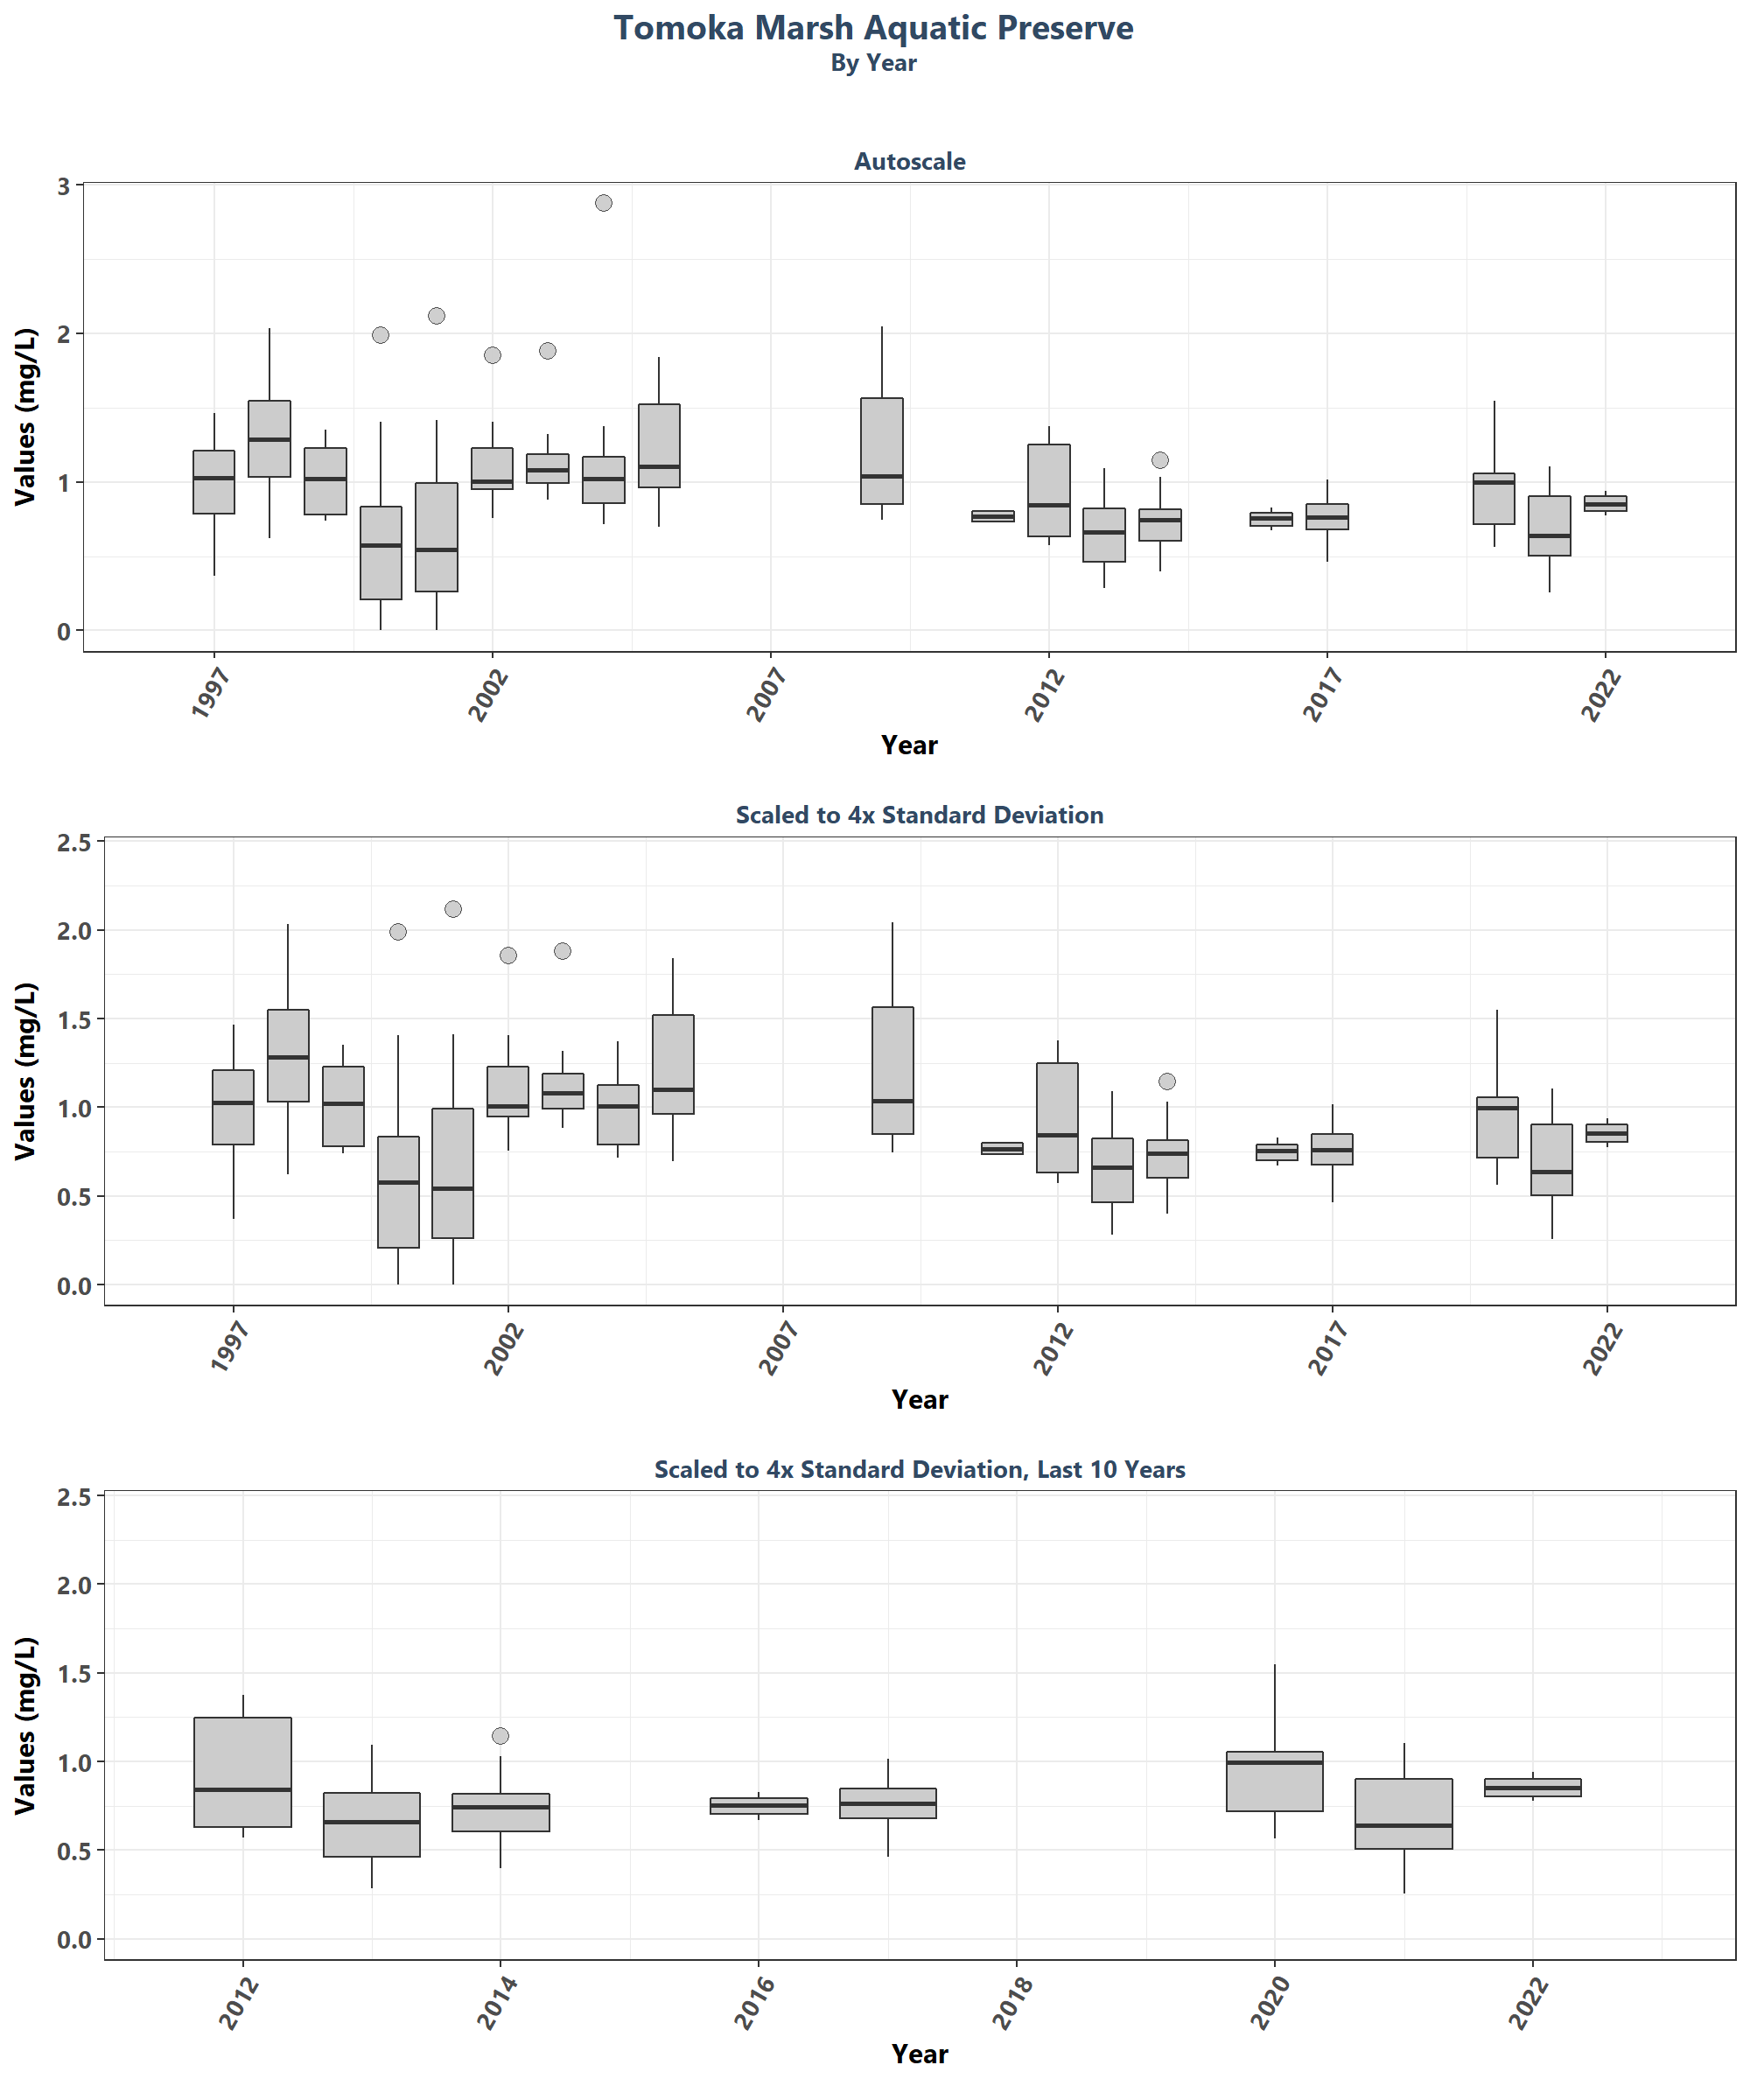 Tomoka Marsh Aquatic Preserve
By Year
Autoscale
Values (mg/L)
3
2
1
0
1997 2002 2007 2012 2017 2022
Year
Scaled to 4x Standard Deviation
Values (mg/L)
2.5
2.0
1.5
1.0
0.5
0.0
1997 2002 2007 2012 2017 2022
Year
Scaled to 4x Standard Deviation, Last 10 Years
Values (mg/L)
2.5
2.0
1.5
1.0
0.5
0.0
2012 2014 2016 2018 2020 2022
Year